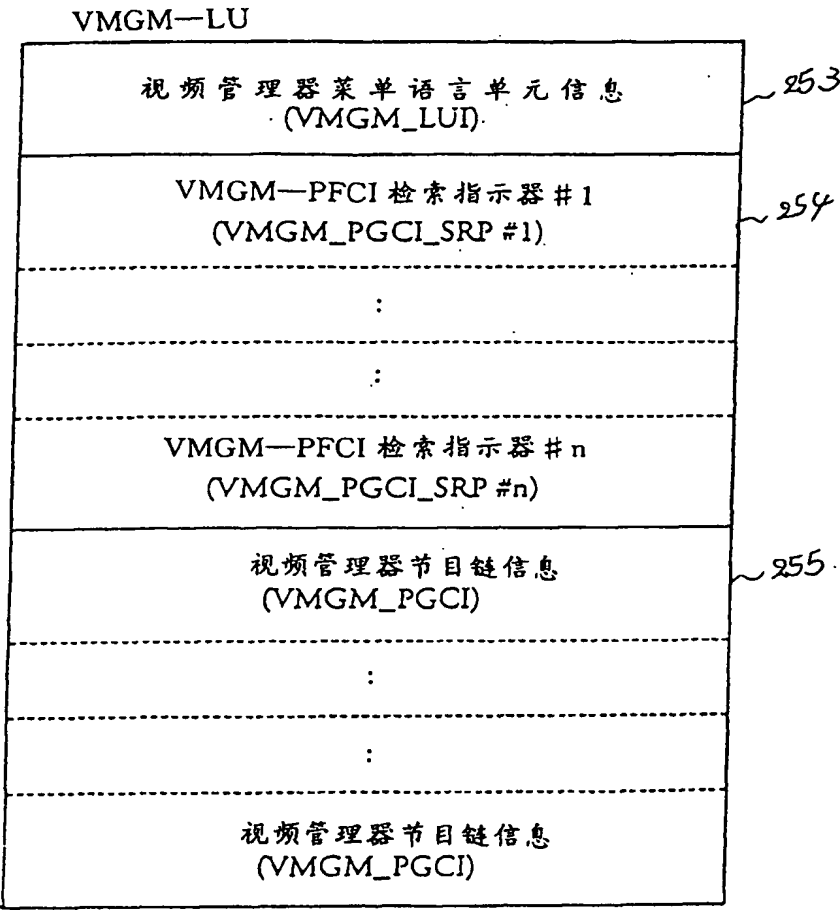 VMGM—LU
视频管理器菜单语言单元信息
(VMGM_LUI)
253
VMGM—PFCI 检索指示器 #1
(VMGM_PGCI_SRP #1)
254
:
:
VMGM—PFCI 检索指示器 #n
(VMGM_PGCI_SRP #n)
视频管理器节目链信息
(VMGM_PGCI)
255
:
:
视频管理器节目链信息
(VMGM_PGCI)